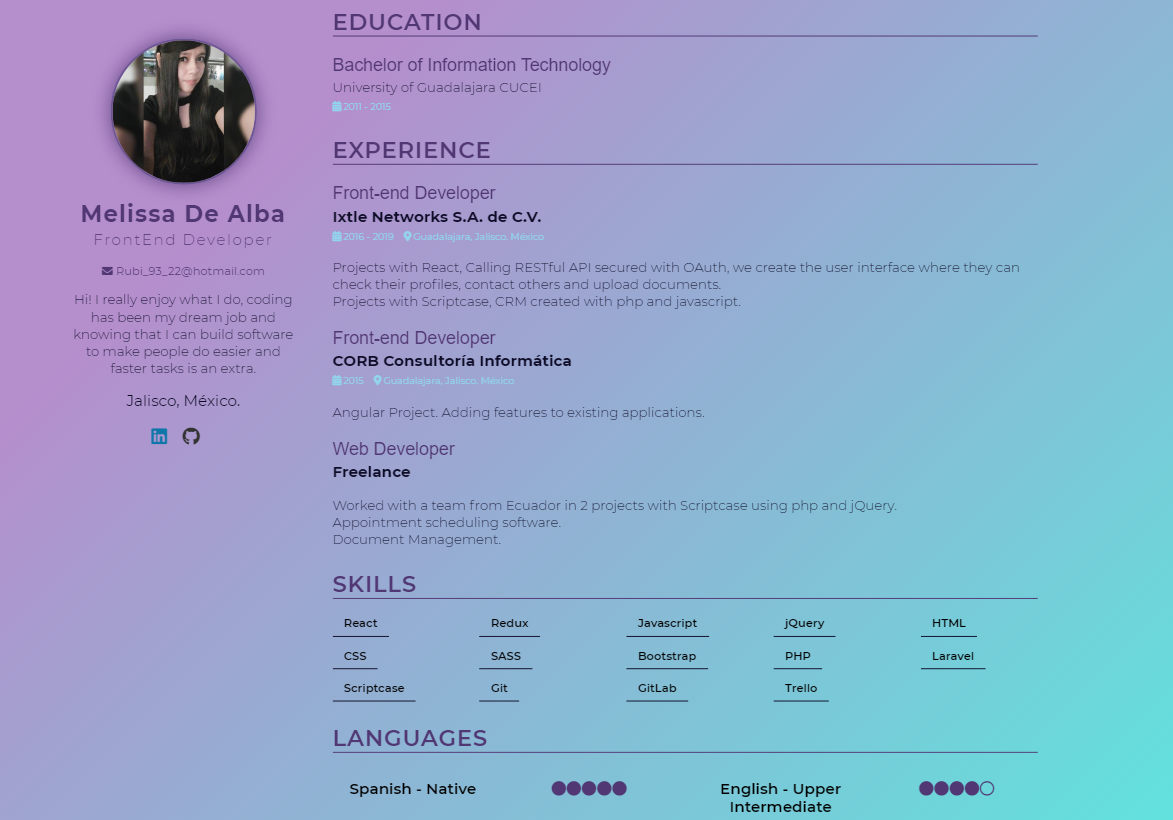 Melissa De Alba
FrontEnd Developer
Rubi_93_22@hotmail.com
Hi! I really enjoy what I do, coding
has been my dream job and
knowing that I can build software
to make people do easier and
faster tasks is an extra.
Jalisco, México.
EDUCATION
Bachelor of Information Technology
University of Guadalajara CUCEI
2011 - 2015
EXPERIENCE
Front-end Developer
Ixtle Networks S.A. de C.V.
2016 - 2019 Guadalajara, Jalisco. México
Projects with React, Calling RESTful API secured with OAuth, we create the user interface where they can
check their profiles, contact others and upload documents.
Projects with Scriptcase, CRM created with php and javascript.
Front-end Developer
CORB Consultoría Informática
2015 Guadalajara, Jalisco. México
Angular Project. Adding features to existing applications.
Web Developer
Freelance
Worked with a team from Ecuador in 2 projects with Scriptcase using php and jQuery.
Appointment scheduling software.
Document Management.
SKILLS
React Redux Javascript jQuery HTML
CSS SASS Bootstrap PHP Laravel
Scriptcase Git GitLab Trello
LANGUAGES
Spanish - Native
English - Upper
Intermediate